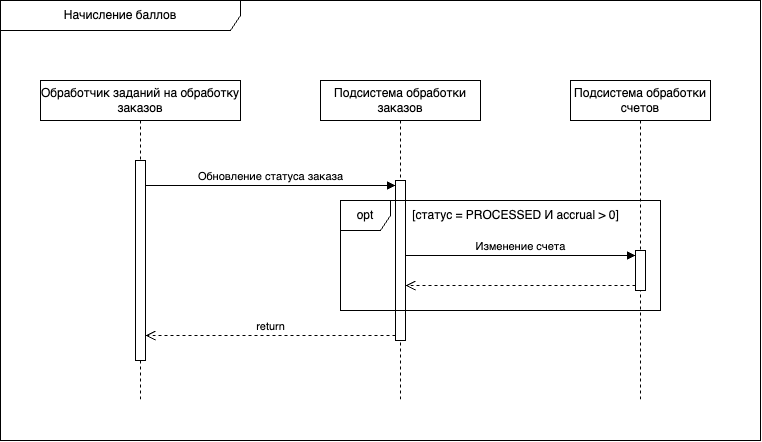 Начисление баллов
Обработчик заданий на обработку
заказов
Подсистема обработки
заказов
Подсистема обработки
счетов
Обновление статуса заказа
opt
[статус = PROCESSED И accrual > 0]
Изменение счета
return